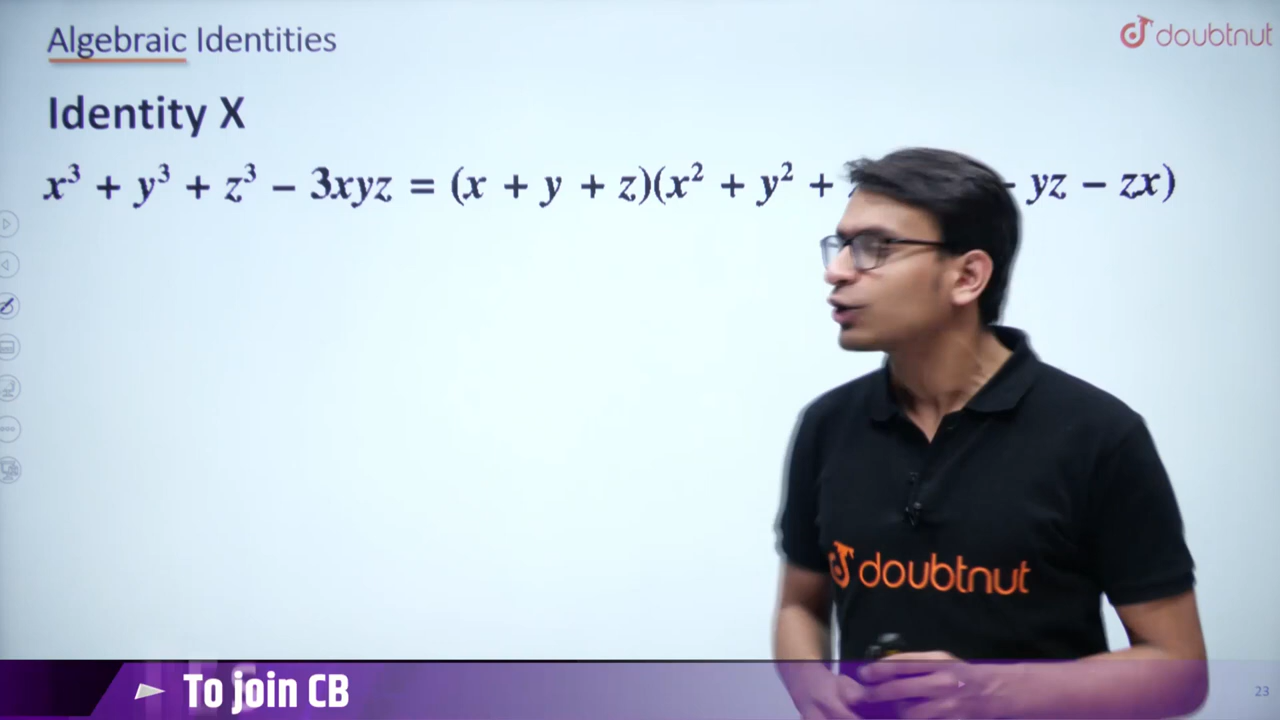 Algebraic Identities
doubtnut
Identity X
x³ + y³ + z³ − 3xyz = (x + y + z)(x² + y² + yz − zx)
doubtnut
To join CB
23